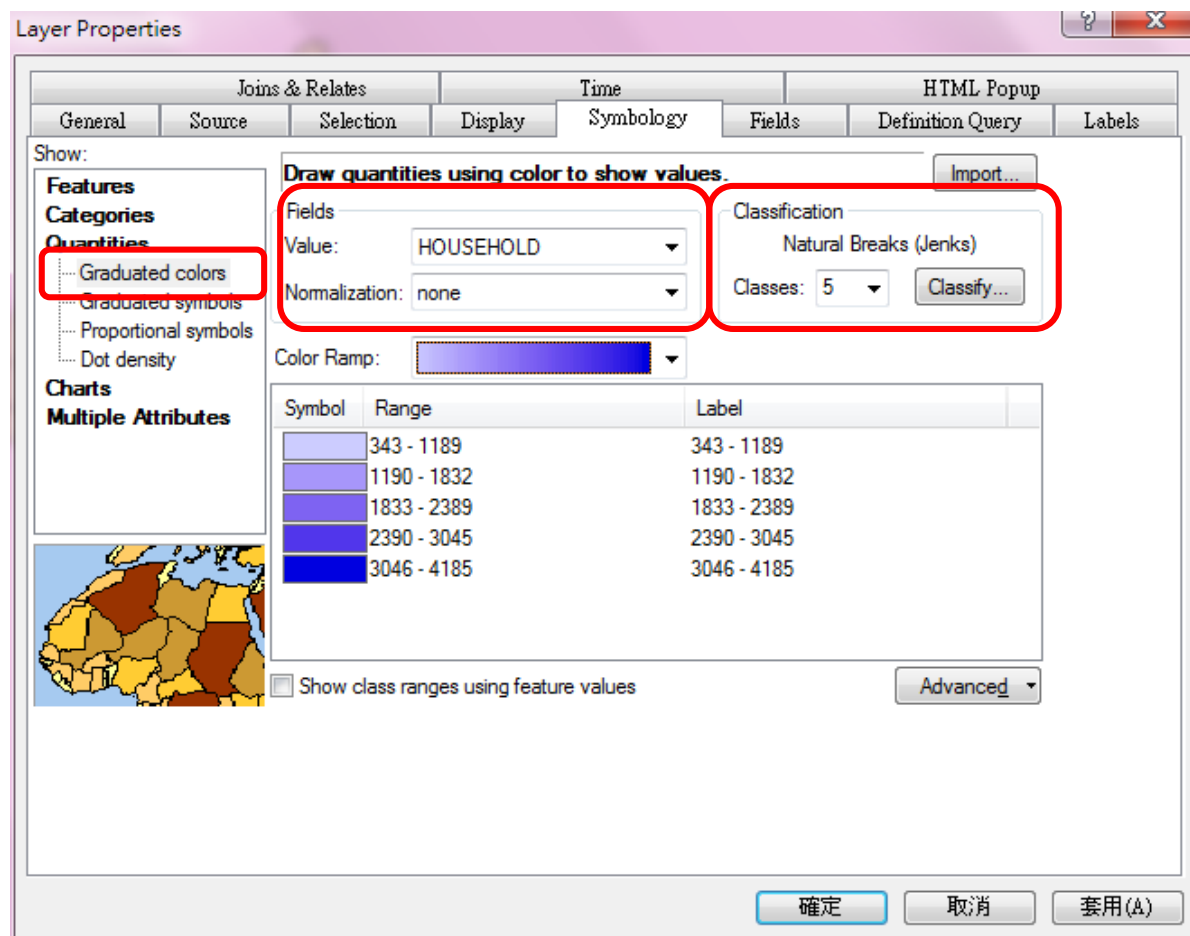 Layer Properties
?
X
Joins & Relates Time HTML Popup
General Source Selection Display Symbology Fields Definition Query Labels
Show:
Features
Categories
Quantities
Graduated colors
Graduated symbols
Proportional symbols
Dot density
Charts
Multiple Attributes
Draw quantities using color to show values.
Import...
Fields
Value: HOUSEHOLD
Normalization: none
Classification
Natural Breaks (Jenks)
Classes: 5 Classify...
Color Ramp:
Symbol Range Label
343 - 1189 343 - 1189
1190 - 1832 1190 - 1832
1833 - 2389 1833 - 2389
2390 - 3045 2390 - 3045
3046 - 4185 3046 - 4185
Show class ranges using feature values
Advanced
確定 取消 套用(A)